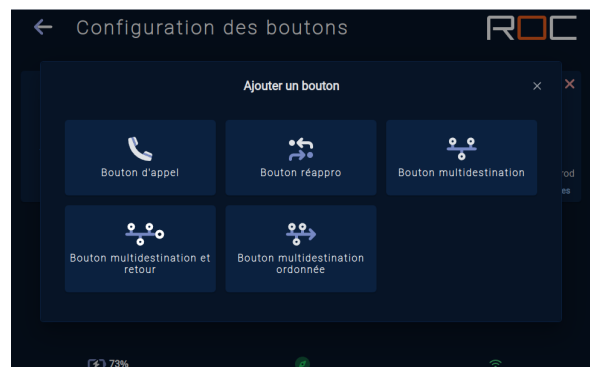 Configuration des boutons
ROC
Ajouter un bouton
Bouton d'appel
Bouton réappro
Bouton multidestination
rod
es
Bouton multidestination et
retour
Bouton multidestination
ordonnée
73%